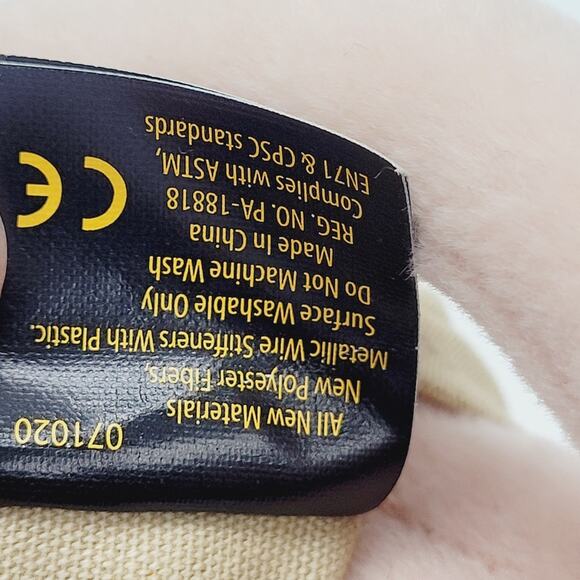 All New Materials
New Polyester Fibers,
Metallic Wire Stiffeners With Plastic.
Surface Washable Only
Do Not Machine Wash
Made In China
REG. NO. PA-18818
Complies with ASTM,
EN71 & CPSC standards
071020
CE